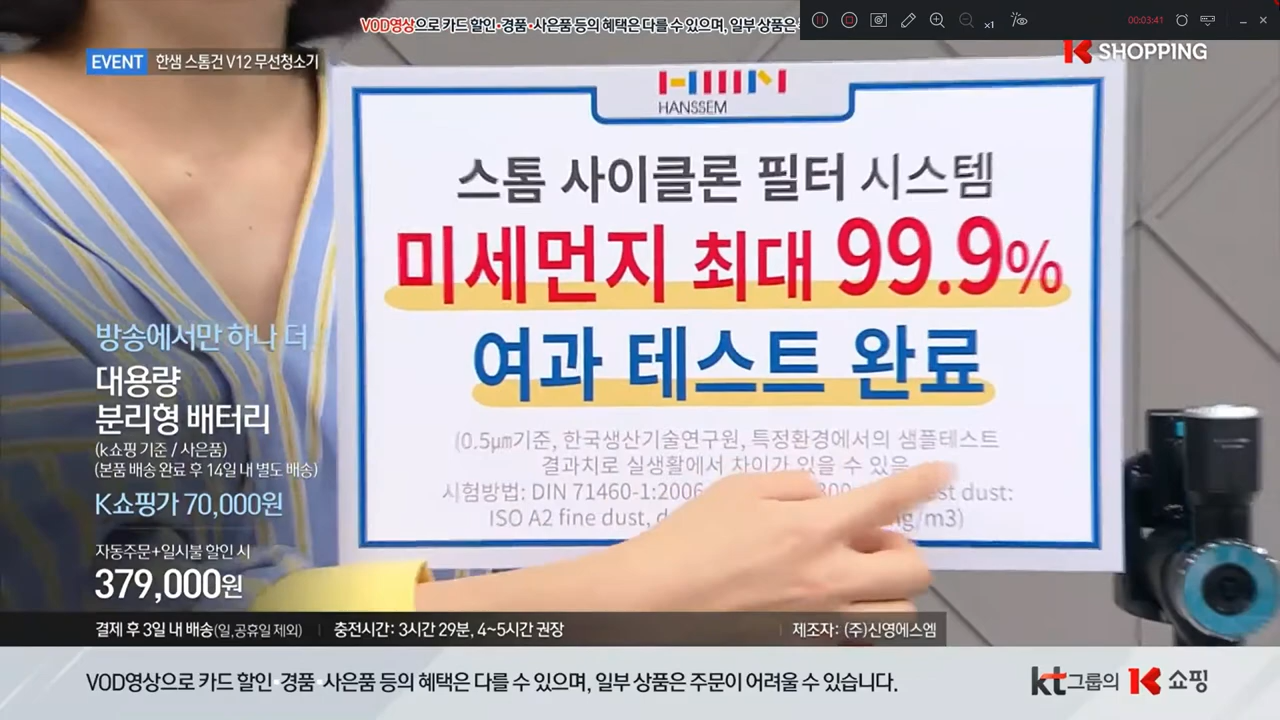 VOD영상으로 카드 할인·경품·사은품 등의 혜택은 다를 수 있으며, 일부 상품은
x1
00:03:41
EVENT 한샘 스톰건 V12 무선청소기
K SHOPPING
HANSSEM
스톰 사이클론 필터 시스템
미세먼지 최대 99.9%
여과 테스트 완료
(0.5㎛기준, 한국생산기술연구원, 특정환경에서의 샘플테스트
결과치로 실생활에서 차이가 있을 수 있음
시험방법: DIN 71460-1:2006 dust:
ISO A2 fine dust, mg/m3)
방송에서만 하나 더
대용량
분리형 배터리
(k쇼핑 기준 / 사은품)
(본품 배송 완료 후 14일 내 별도 배송)
K쇼핑가 70,000원
자동주문+일시불 할인 시
379,000원
결제 후 3일 내 배송(일,공휴일 제외) 충전시간: 3시간 29분, 4~5시간 권장 제조자: (주)신영에스엠
VOD영상으로 카드 할인·경품·사은품 등의 혜택은 다를 수 있으며, 일부 상품은 주문이 어려울 수 있습니다.
kt그룹의 K 쇼핑